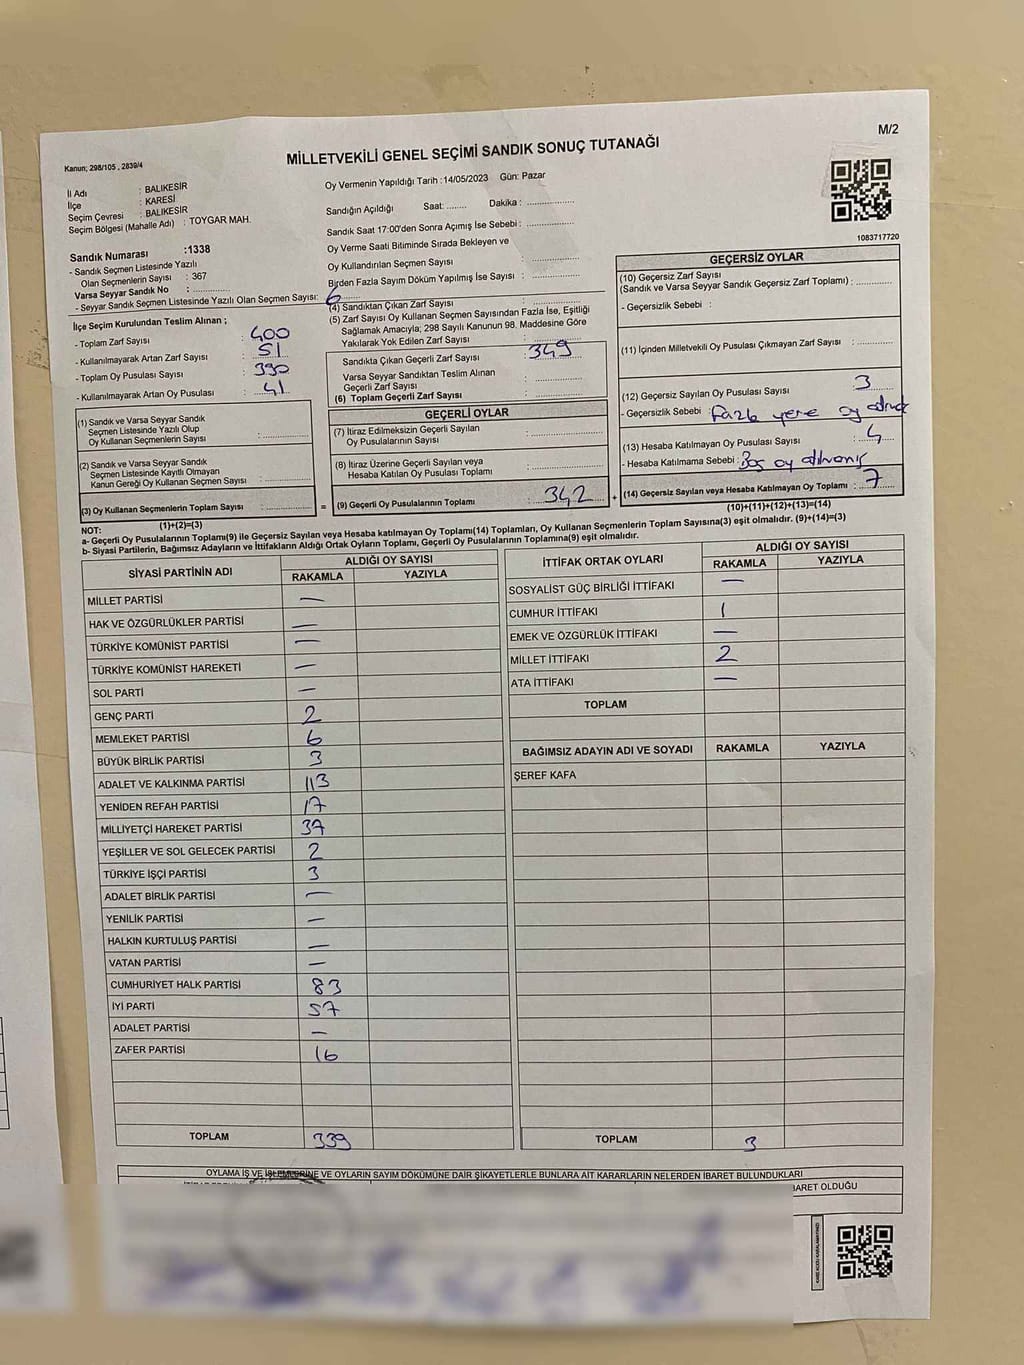 M/2
Kanun; 298/105 , 2839/4
MİLLETVEKİLİ GENEL SEÇİMİ SANDIK SONUÇ TUTANAĞI
İl Adı : BALIKESİR
İlçe : KARESİ
Seçim Çevresi : BALIKESİR
Seçim Bölgesi (Mahalle Adı) : TOYGAR MAH.
Sandık Numarası :1338
- Sandık Seçmen Listesinde Yazılı
Olan Seçmenlerin Sayısı : 367
Varsa Seyyar Sandık No : ..............
- Seyyar Sandık Seçmen Listesinde Yazılı Olan Seçmen Sayısı: 6
İlçe Seçim Kurulundan Teslim Alınan ;
- Toplam Zarf Sayısı : 400
- Kullanılmayarak Artan Zarf Sayısı : 51
- Toplam Oy Pusulası Sayısı : 390
- Kullanılmayarak Artan Oy Pusulası : 41
(1) Sandık ve Varsa Seyyar Sandık
Seçmen Listesinde Yazılı Olup
Oy Kullanan Seçmenlerin Sayısı :..............
(2) Sandık ve Varsa Seyyar Sandık
Seçmen Listesinde Kayıtlı Olmayan
Kanun Gereği Oy Kullanan Seçmen Sayısı :..............
(3) Oy Kullanan Seçmenlerin Toplam Sayısı :..............
(1)+(2)=(3)
Oy Vermenin Yapıldığı Tarih :14/05/2023 Gün: Pazar
Sandığın Açıldığı Saat: ........ Dakika : ..............
Sandık Saat 17:00'den Sonra Açımış İse Sebebi : ..............
Oy Verme Saati Bitiminde Sırada Bekleyen ve
Oy Kullandırılan Seçmen Sayısı :..............
Birden Fazla Sayım Döküm Yapılmış İse Sayısı :..............
(4) Sandıktan Çıkan Zarf Sayısı :..............
(5) Zarf Sayısı Oy Kullanan Seçmen Sayısından Fazla İse, Eşitliği
Sağlamak Amacıyla; 298 Sayılı Kanunun 98. Maddesine Göre
Yakılarak Yok Edilen Zarf Sayısı :..............
Sandıkta Çıkan Geçerli Zarf Sayısı : 349
Varsa Seyyar Sandıktan Teslim Alınan
Geçerli Zarf Sayısı :..............
(6) Toplam Geçerli Zarf Sayısı :..............
GEÇERLİ OYLAR
(7) İtiraz Edilmeksizin Geçerli Sayılan
Oy Pusulalarının Sayısı :..............
(8) İtiraz Üzerine Geçerli Sayılan veya
Hesaba Katılan Oy Pusulası Toplamı :..............
= (9) Geçerli Oy Pusulalarının Toplamı : 342
1083717720
GEÇERSİZ OYLAR
(10) Geçersiz Zarf Sayısı
(Sandık ve Varsa Seyyar Sandık Geçersiz Zarf Toplamı) :..............
- Geçersizlik Sebebi :
(11) İçinden Milletvekili Oy Pusulası Çıkmayan Zarf Sayısı :..............
(12) Geçersiz Sayılan Oy Pusulası Sayısı : 3
- Geçersizlik Sebebi : Fazla yere oy
(13) Hesaba Katılmayan Oy Pusulası Sayısı : 4
- Hesaba Katılmama Sebebi : Boş oy atılmamış
+ (14) Geçersiz Sayılan veya Hesaba Katılmayan Oy Toplamı : 7
(10)+(11)+(12)+(13)=(14)
NOT:
a- Geçerli Oy Pusulalarının Toplamı(9) ile Geçersiz Sayılan veya Hesaba katılmayan Oy Toplamı(14) Toplamları, Oy Kullanan Seçmenlerin Toplam Sayısına(3) eşit olmalıdır. (9)+(14)=(3)
b- Siyasi Partilerin, Bağımsız Adayların ve İttifakların Aldığı Ortak Oyların Toplamı, Geçerli Oy Pusulalarının Toplamına(9) eşit olmalıdır.
SİYASİ PARTİNİN ADI ALDIĞI OY SAYISI
RAKAMLA YAZIYLA
MİLLET PARTİSİ —
HAK VE ÖZGÜRLÜKLER PARTİSİ —
TÜRKİYE KOMÜNİST PARTİSİ —
TÜRKİYE KOMÜNİST HAREKETİ —
SOL PARTİ —
GENÇ PARTİ 2
MEMLEKET PARTİSİ 6
BÜYÜK BİRLİK PARTİSİ 3
ADALET VE KALKINMA PARTİSİ 113
YENİDEN REFAH PARTİSİ 17
MİLLİYETÇİ HAREKET PARTİSİ 37
YEŞİLLER VE SOL GELECEK PARTİSİ 2
TÜRKİYE İŞÇİ PARTİSİ 3
ADALET BİRLİK PARTİSİ —
YENİLİK PARTİSİ —
HALKIN KURTULUŞ PARTİSİ —
VATAN PARTİSİ —
CUMHURİYET HALK PARTİSİ 83
İYİ PARTİ 57
ADALET PARTİSİ —
ZAFER PARTİSİ 16
TOPLAM 339
İTTİFAK ORTAK OYLARI ALDIĞI OY SAYISI
RAKAMLA YAZIYLA
SOSYALİST GÜÇ BİRLİĞİ İTTİFAKI —
CUMHUR İTTİFAKI 1
EMEK VE ÖZGÜRLÜK İTTİFAKI —
MİLLET İTTİFAKI 2
ATA İTTİFAKI —
TOPLAM
BAĞIMSIZ ADAYIN ADI VE SOYADI RAKAMLA YAZIYLA
ŞEREF KAFA
TOPLAM 3
OYLAMA İŞ VE İŞLEMLERİNE VE OYLARIN SAYIM DÖKÜMÜNE DAİR ŞİKAYETLERLE BUNLARA AİT KARARLARIN NELERDEN İBARET BULUNDUKLARI
BARET OLDUĞU